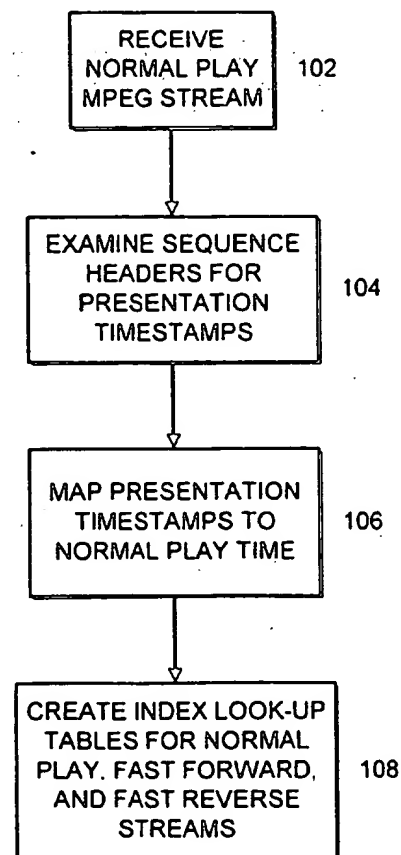 RECEIVE
NORMAL PLAY
MPEG STREAM
102
EXAMINE SEQUENCE
HEADERS FOR
PRESENTATION
TIMESTAMPS
104
MAP PRESENTATION
TIMESTAMPS TO
NORMAL PLAY TIME
106
CREATE INDEX LOOK-UP
TABLES FOR NORMAL
PLAY, FAST FORWARD,
AND FAST REVERSE
STREAMS
108